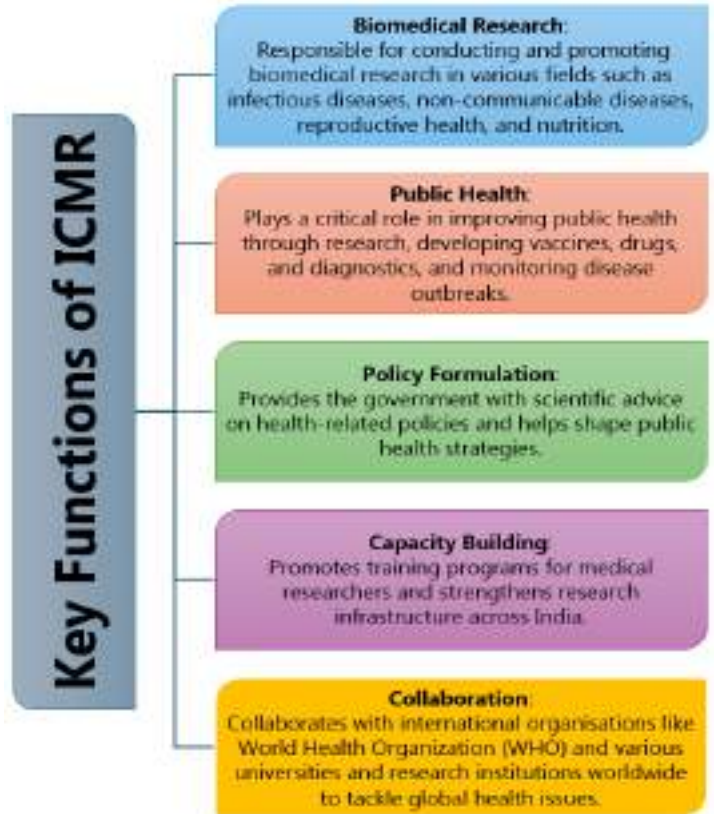 Key Functions of ICMR
Biomedical Research:
Responsible for conducting and promoting
biomedical research in various fields such as
infectious diseases, non-communicable diseases,
reproductive health, and nutrition.
Public Health:
Plays a critical role in improving public health
through research, developing vaccines, drugs,
and diagnostics, and monitoring disease
outbreaks.
Policy Formulation:
Provides the government with scientific advice
on health-related policies and helps shape public
health strategies.
Capacity Building:
Promotes training programs for medical
researchers and strengthens research
infrastructure across India.
Collaboration:
Collaborates with international organisations like
World Health Organization (WHO) and various
universities and research institutions worldwide
to tackle global health issues.